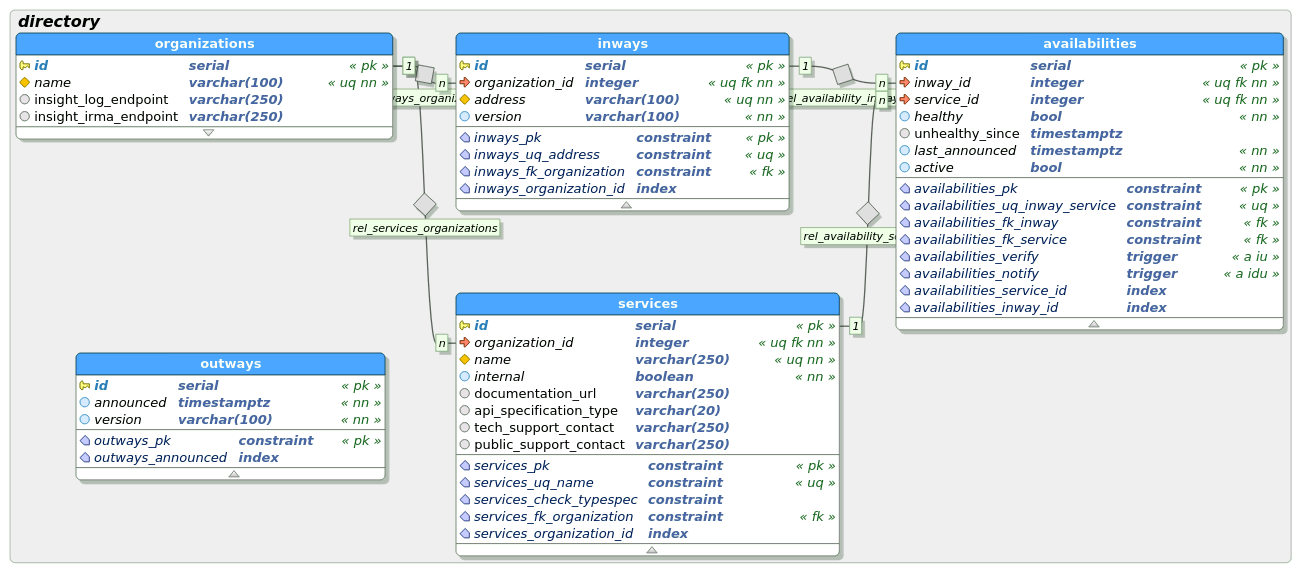 directory
organizations
id serial « pk »
name varchar(100) « uq nn »
insight_log_endpoint varchar(250)
insight_irma_endpoint varchar(250)
1
n
inways
id serial « pk »
organization_id integer « uq fk nn »
address varchar(100) « uq nn »
version varchar(100) « nn »
inways_pk constraint « pk »
inways_uq_address constraint « uq »
inways_fk_organization constraint « fk »
inways_organization_id index
1
n
n
availabilities
id serial « pk »
inway_id integer « uq fk nn »
service_id integer « uq fk nn »
healthy bool « nn »
unhealthy_since timestamptz
last_announced timestamptz « nn »
active bool « nn »
availabilities_pk constraint « pk »
availabilities_uq_inway_service constraint « uq »
availabilities_fk_inway constraint « fk »
availabilities_fk_service constraint « fk »
availabilities_verify trigger « a iu »
availabilities_notify trigger « a idu »
availabilities_service_id index
availabilities_inway_id index
rel_services_organizations
n
services
id serial « pk »
organization_id integer « uq fk nn »
name varchar(250) « uq nn »
internal boolean « nn »
documentation_url varchar(250)
api_specification_type varchar(20)
tech_support_contact varchar(250)
public_support_contact varchar(250)
services_pk constraint « pk »
services_uq_name constraint « uq »
services_check_typespec constraint
services_fk_organization constraint « fk »
services_organization_id index
1
outways
id serial « pk »
announced timestamptz « nn »
version varchar(100) « nn »
outways_pk constraint « pk »
outways_announced index